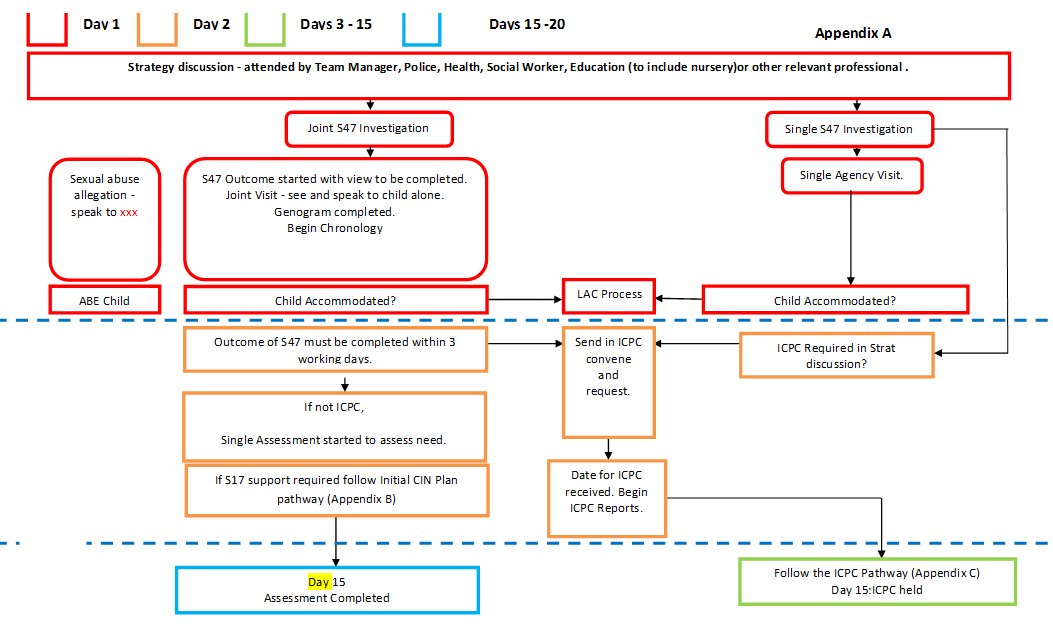 Day 1
Day 2
Days 3 - 15
Days 15 -20
Appendix A
Strategy discussion - attended by Team Manager, Police, Health, Social Worker, Education (to include nursery)or other relevant professional .
Joint S47 Investigation
Single S47 Investigation
Sexual abuse
allegation -
speak to xxx
S47 Outcome started with view to be completed.
Joint Visit - see and speak to child alone.
Genogram completed.
Begin Chronology
Single Agency Visit.
ABE Child
Child Accommodated?
LAC Process
Child Accommodated?
Outcome of S47 must be completed within 3
working days.
Send in ICPC
convene
and
request.
ICPC Required in Strat
discussion?
If not ICPC,
Single Assessment started to assess need.
If S17 support required follow Initial CIN Plan
pathway (Appendix B)
Date for ICPC
received. Begin
ICPC Reports.
Day 15
Assessment Completed
Follow the ICPC Pathway (Appendix C)
Day 15:ICPC held